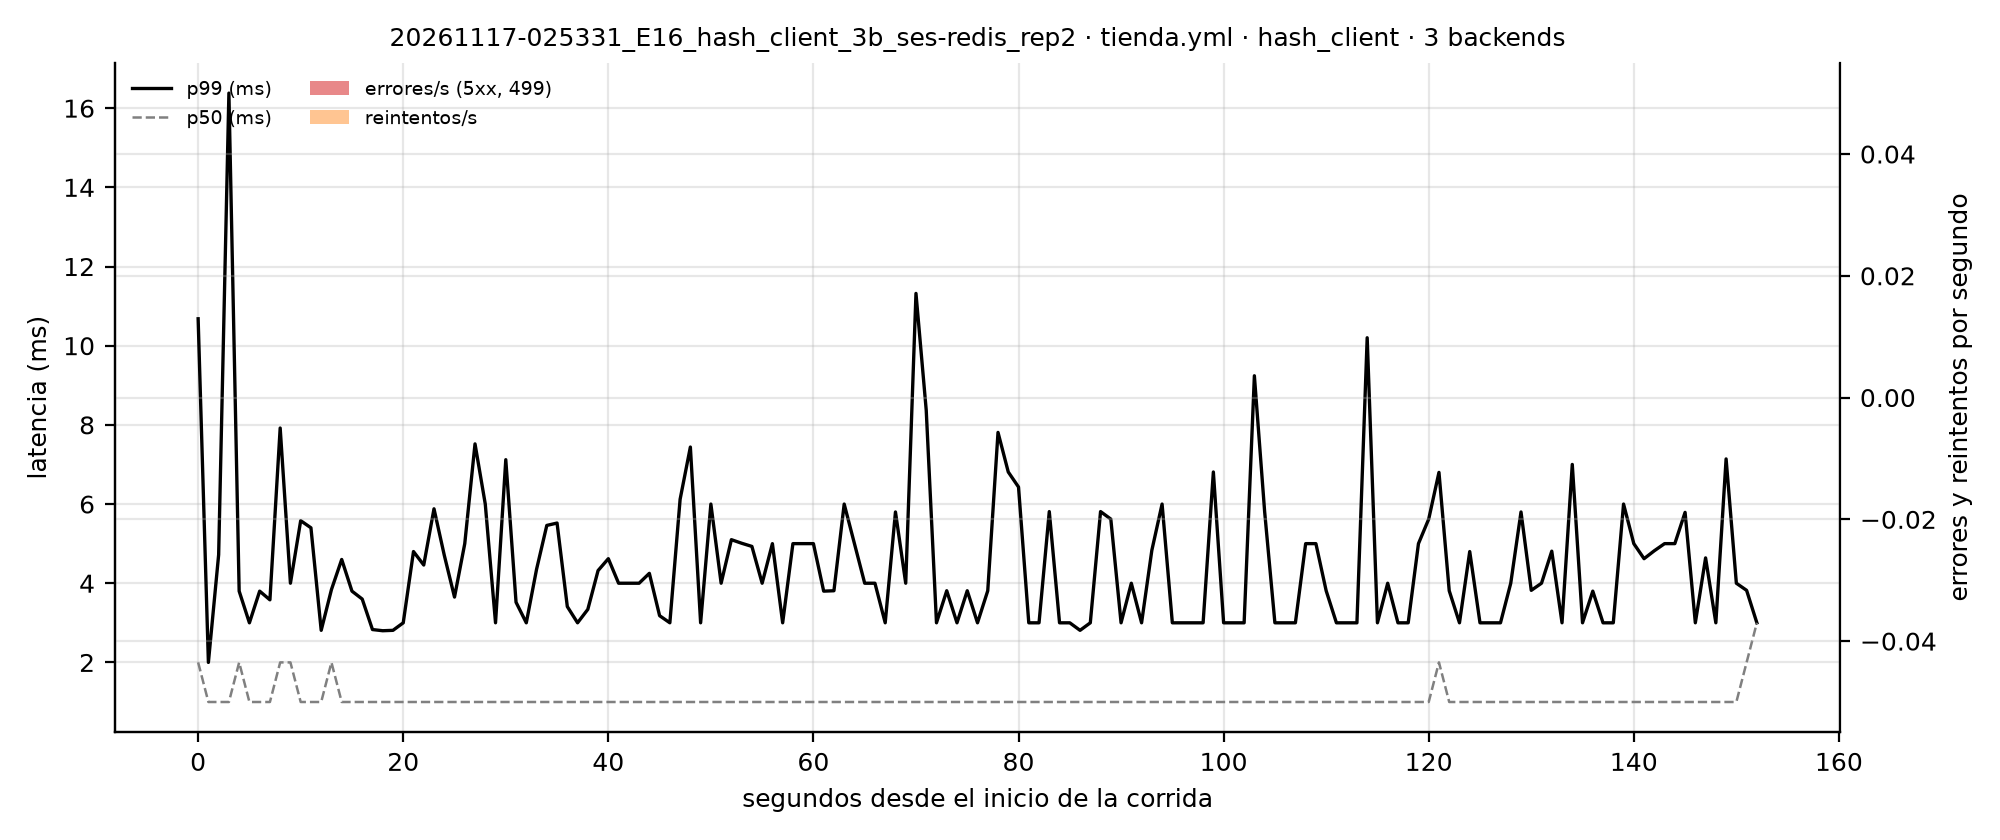 20261117-025331_E16_hash_client_3b_ses-redis_rep2 · tienda.yml · hash_client · 3 backends
p99 (ms)
p50 (ms)
errores/s (5xx, 499)
reintentos/s
latencia (ms)
16
14
12
10
8
6
4
2
0.04
0.02
0.00
−0.02
−0.04
errores y reintentos por segundo
0 20 40 60 80 100 120 140 160
segundos desde el inicio de la corrida